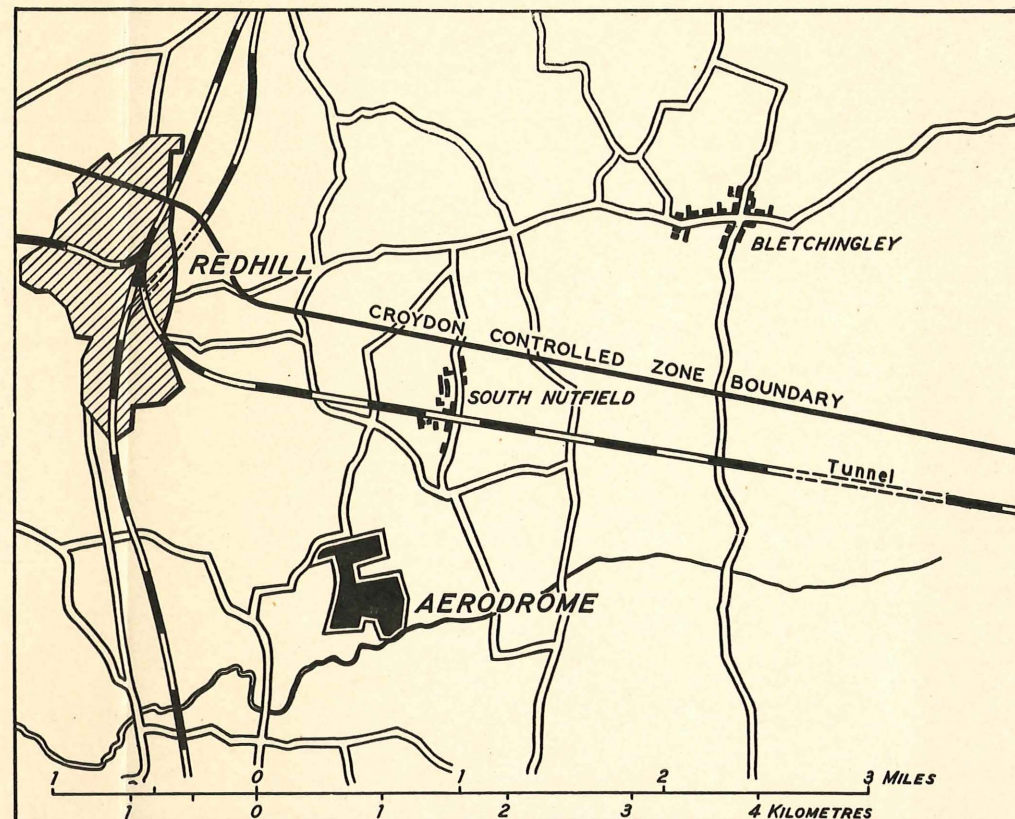 REDHILL
BLETCHINGLEY
CROYDON CONTROLLED ZONE BOUNDARY
SOUTH NUTFIELD
Tunnel
AERODROME
1 0 1 2 3 MILES
1 0 1 2 3 4 KILOMETRES